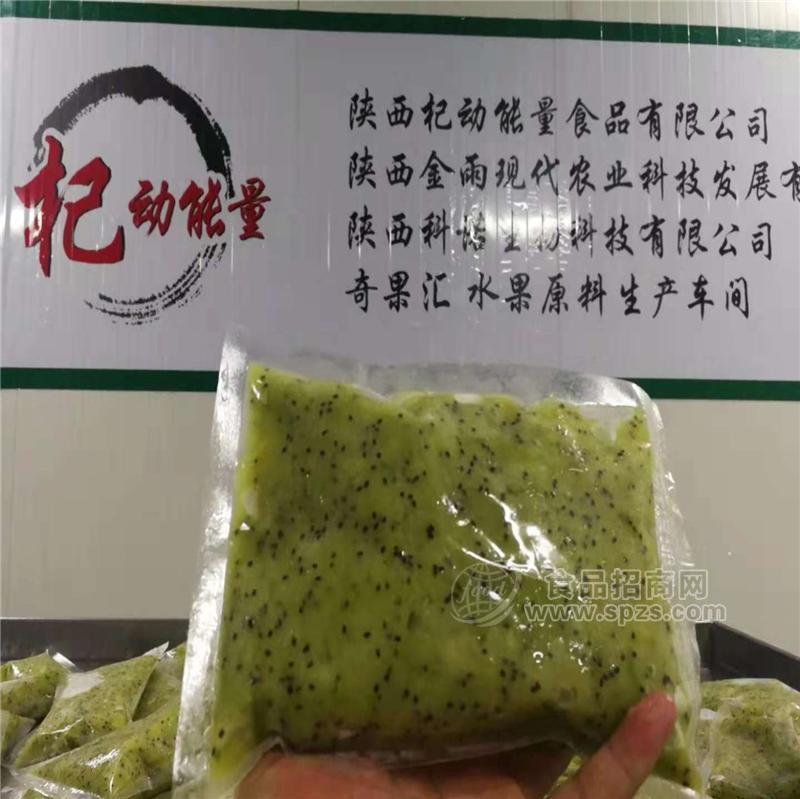 杞动能量
陕西杞动能量食品有限公司
陕西金雨现代农业科技发展有
陕西科喆生物科技有限公司
奇果汇 水果原料生产车间
食品招商网
www.spzs.com